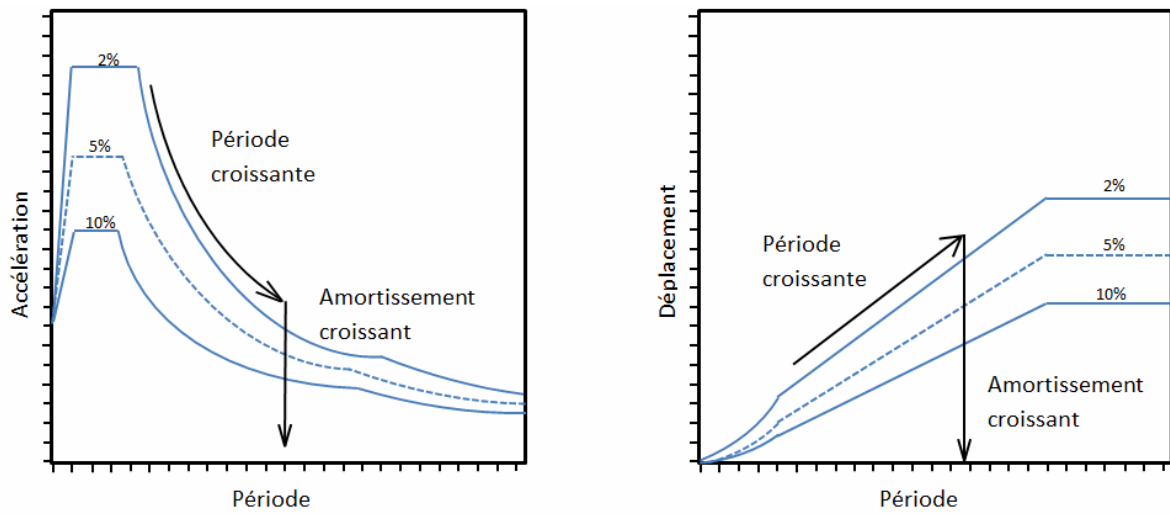 2%
5%
10%
Période
croissante
Amortissement
croissant
Accélération
Période
2%
5%
10%
Période
croissante
Amortissement
croissant
Déplacement
Période